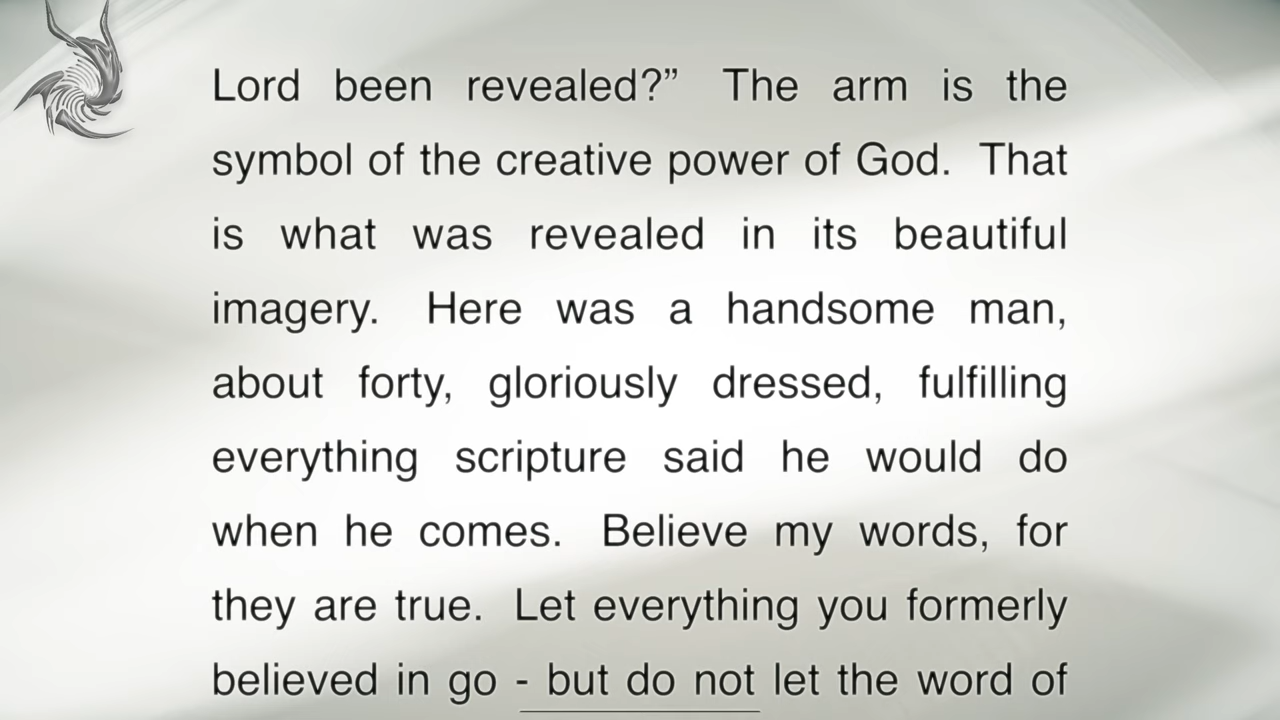 Lord been revealed?” The arm is the
symbol of the creative power of God. That
is what was revealed in its beautiful
imagery. Here was a handsome man,
about forty, gloriously dressed, fulfilling
everything scripture said he would do
when he comes. Believe my words, for
they are true. Let everything you formerly
believed in go - but do not let the word of